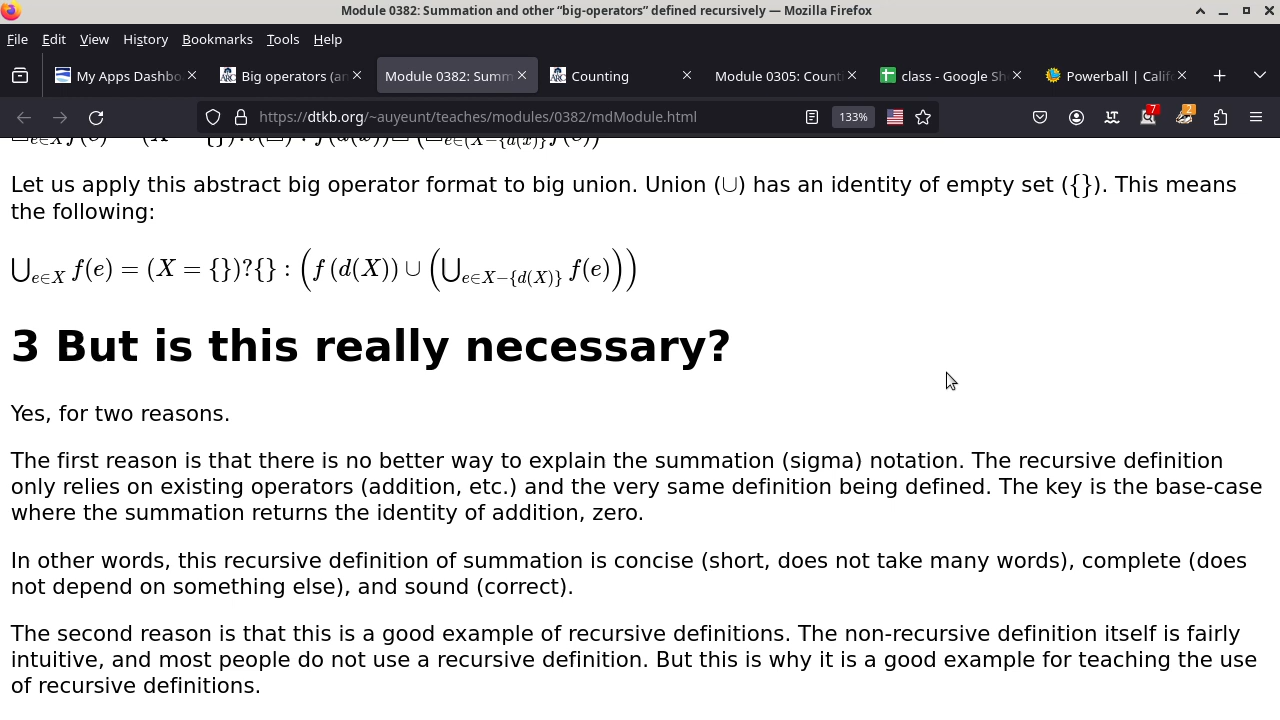 Module 0382: Summation and other “big-operators” defined recursively — Mozilla Firefox
File Edit View History Bookmarks Tools Help
My Apps Dashbo Big operators (an Module 0382: Summ Counting Module 0305: Counti class - Google Sh Powerball | Calif
https://dtkb.org/~auyeunt/teaches/modules/0382/mdModule.html 133% 7 2
Let us apply this abstract big operator format to big union. Union (∪) has an identity of empty set ({}). This means
the following:
⋃e∈X f(e) = (X = {})?{} : (f (d(X)) ∪ (⋃e∈X−{d(X)} f(e)))
3 But is this really necessary?
Yes, for two reasons.
The first reason is that there is no better way to explain the summation (sigma) notation. The recursive definition
only relies on existing operators (addition, etc.) and the very same definition being defined. The key is the base-case
where the summation returns the identity of addition, zero.
In other words, this recursive definition of summation is concise (short, does not take many words), complete (does
not depend on something else), and sound (correct).
The second reason is that this is a good example of recursive definitions. The non-recursive definition itself is fairly
intuitive, and most people do not use a recursive definition. But this is why it is a good example for teaching the use
of recursive definitions.